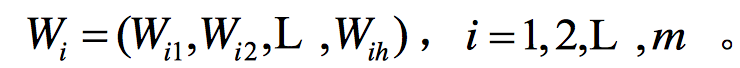 W_i = (W_{i1}, W_{i2}, L , W_{ih}), i = 1, 2, L , m 。